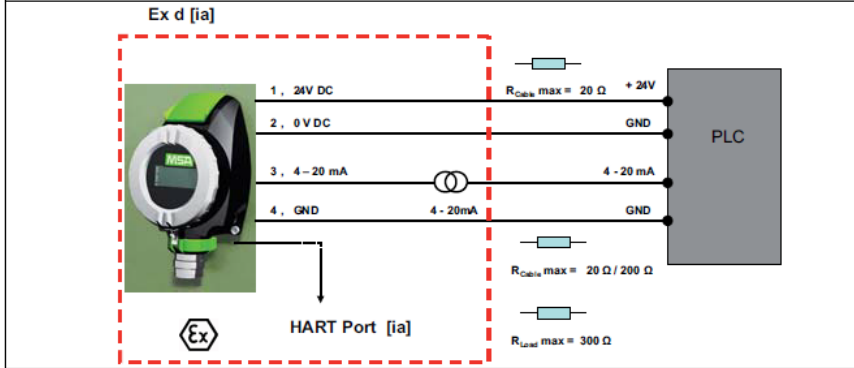 Ex d [ia]
1 , 24V DC
R Cable max = 20 Ω
+ 24V
2 , 0 V DC
GND
PLC
MSA
3 , 4 – 20 mA
4 - 20 mA
4 , GND
4 - 20mA
GND
R Cable max = 20 Ω / 200 Ω
HART Port [ia]
Ex
R Load max = 300 Ω